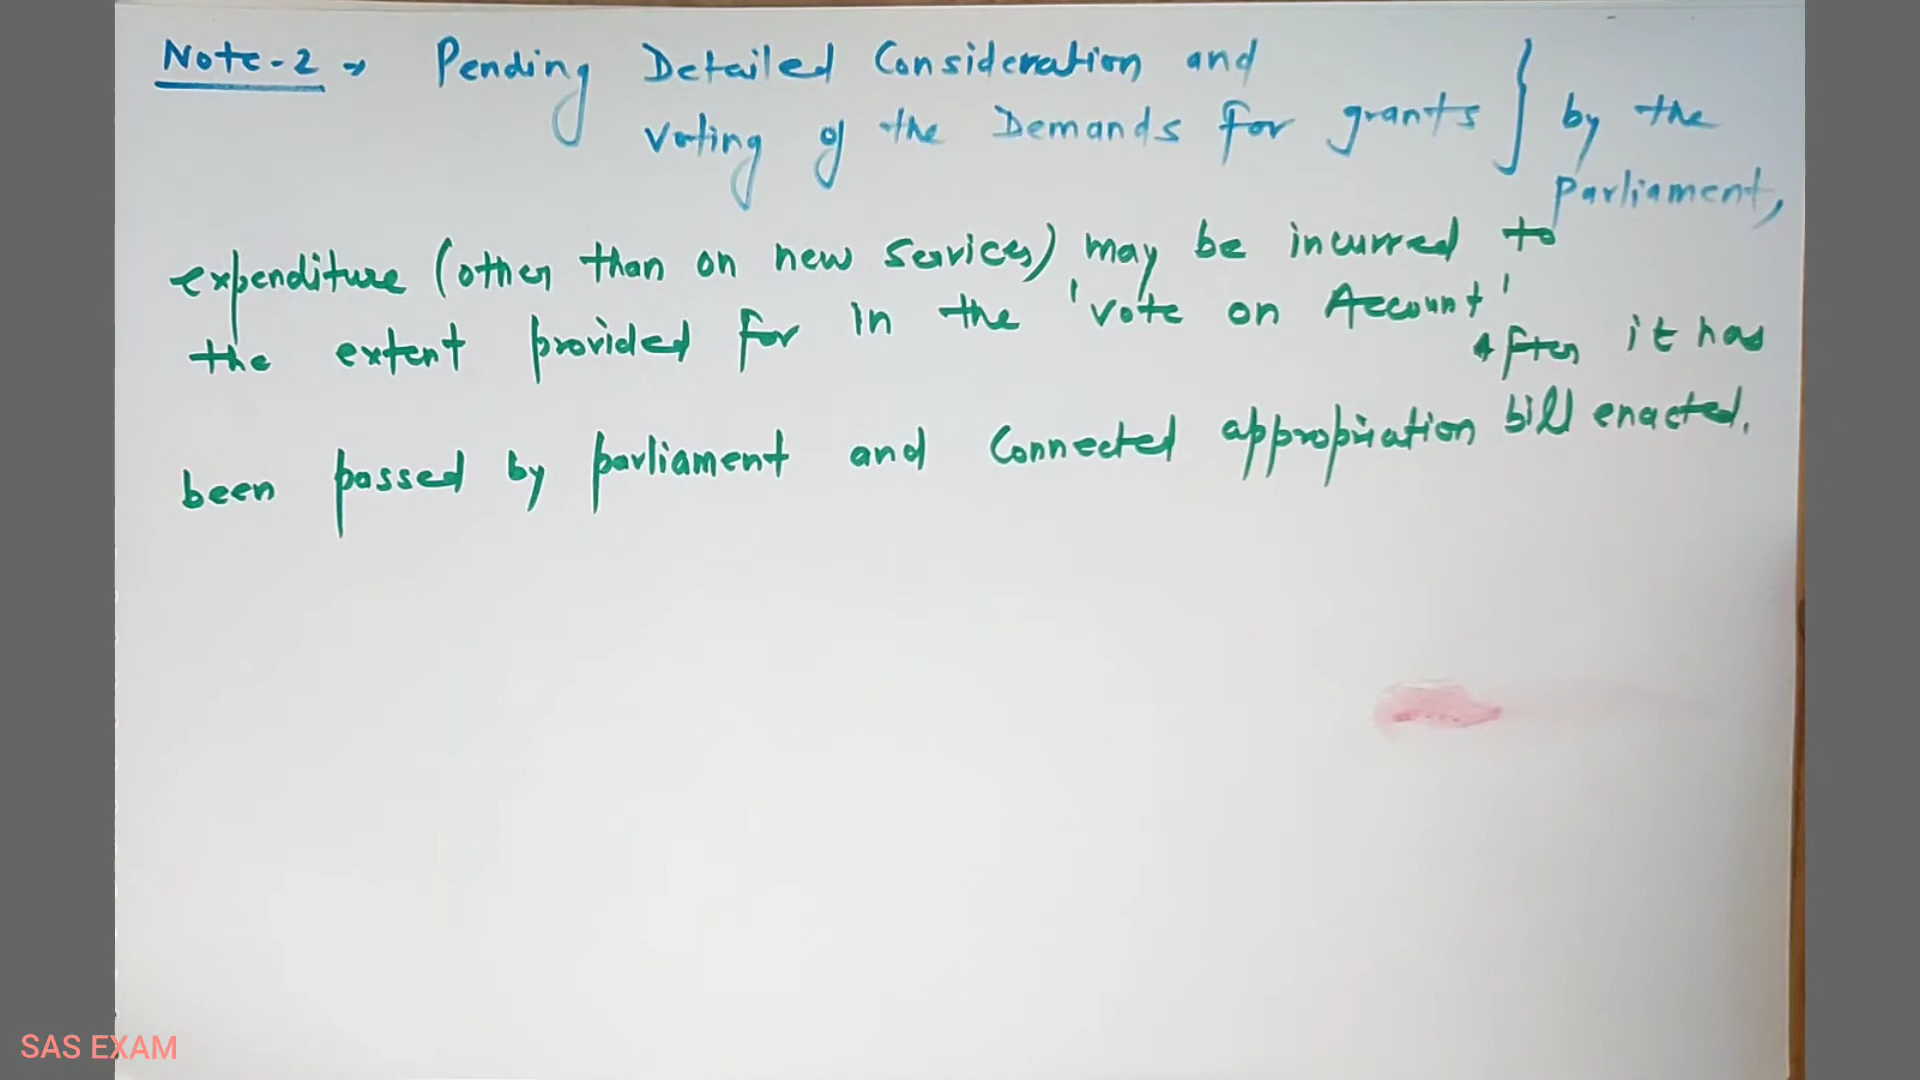 Note-2 → Pending Detailed Consideration and
voting of the Demands for grants } by the
parliament,
expenditure (other than on new services) may be incurred to
the extent provided for in the 'vote on Account' after it has
been passed by parliament and Connected appropriation bill enacted.
SAS EXAM